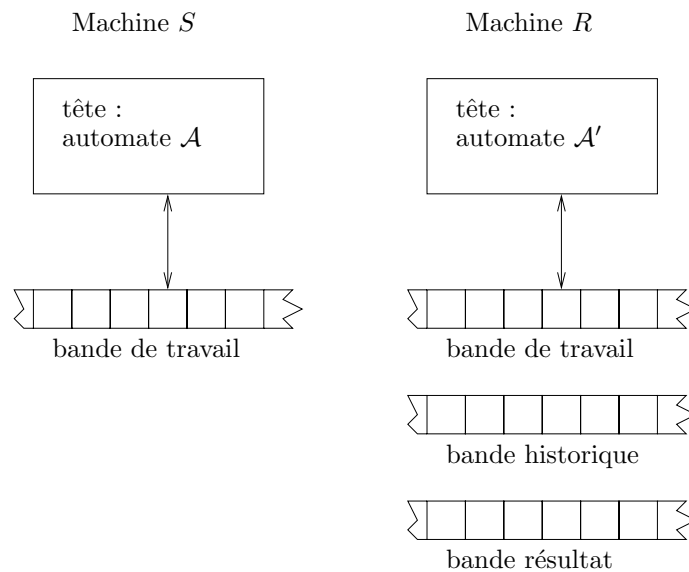 Machine S
tête :
automate 𝒜
bande de travail
Machine R
tête :
automate 𝒜′
bande de travail
bande historique
bande résultat